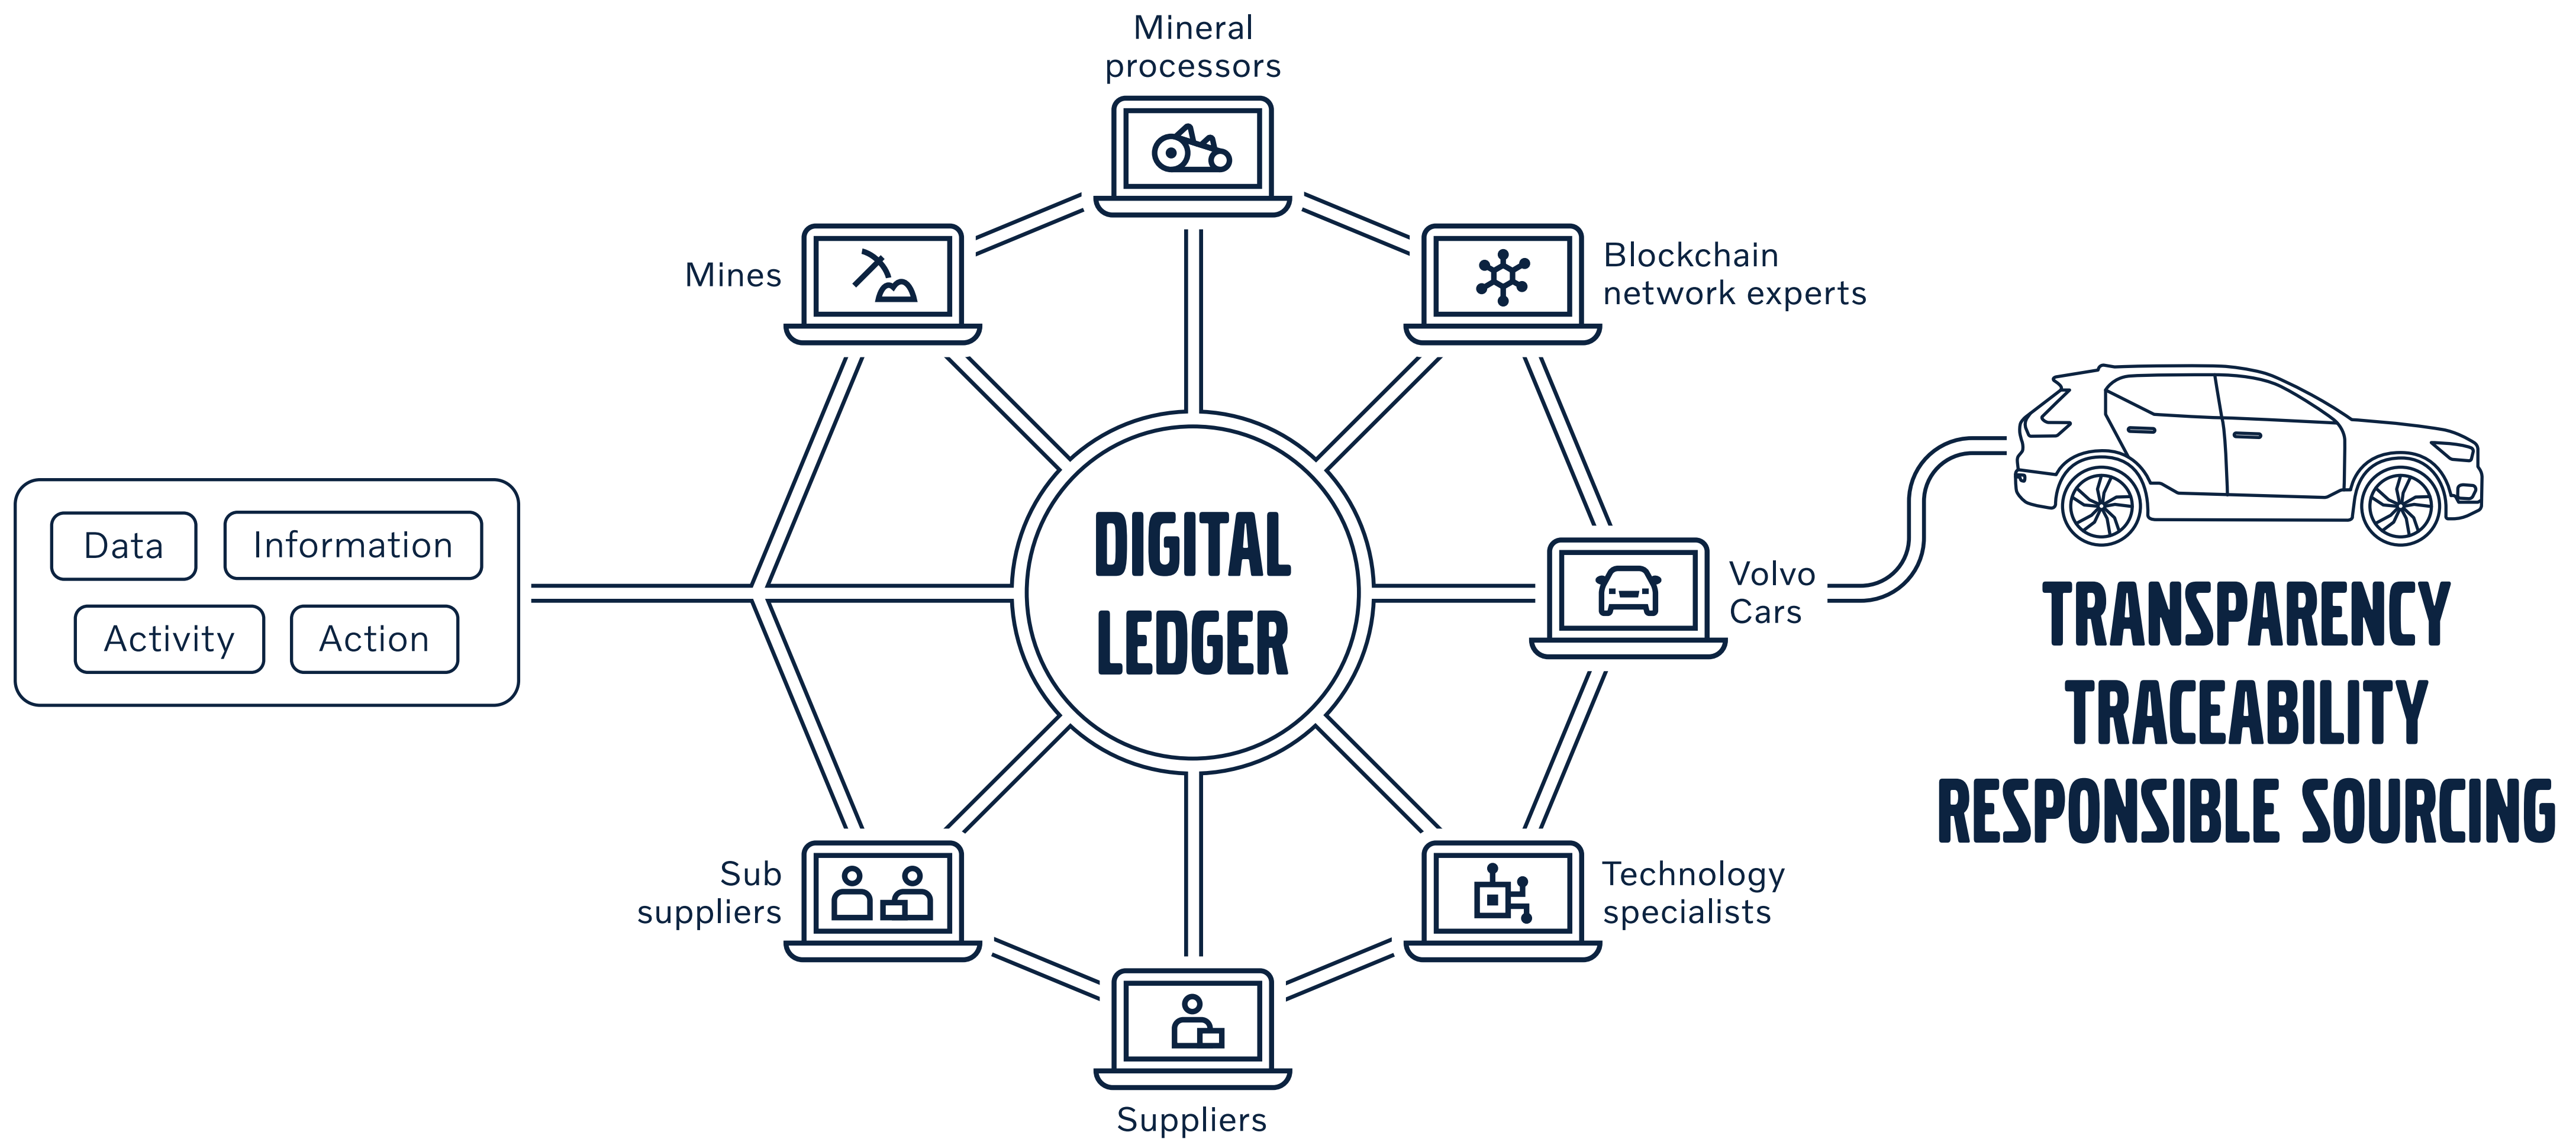 Mineral
processors
Mines
Blockchain
network experts
Data
Information
Activity
Action
DIGITAL
LEDGER
Volvo
Cars
TRANSPARENCY
TRACEABILITY
RESPONSIBLE SOURCING
Sub
suppliers
Technology
specialists
Suppliers